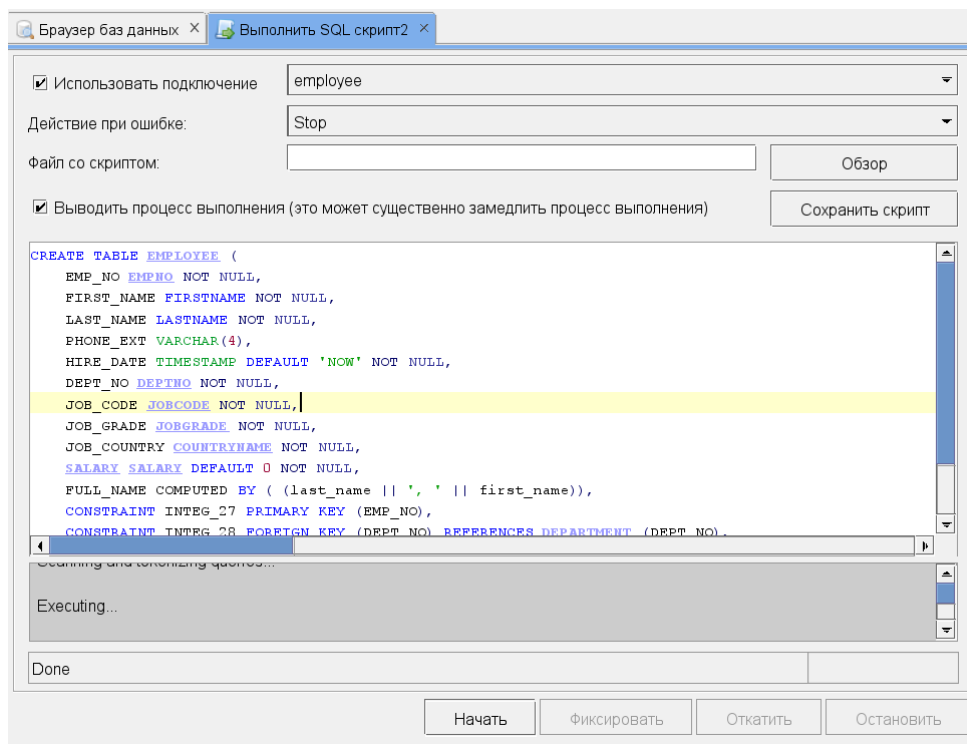 Браузер баз данных
Выполнить SQL скрипт2
Использовать подключение
employee
Действие при ошибке:
Stop
Файл со скриптом:
Обзор
Выводить процесс выполнения (это может существенно замедлить процесс выполнения)
Сохранить скрипт
CREATE TABLE EMPLOYEE (
EMP_NO EMPNO NOT NULL,
FIRST_NAME FIRSTNAME NOT NULL,
LAST_NAME LASTNAME NOT NULL,
PHONE_EXT VARCHAR(4),
HIRE_DATE TIMESTAMP DEFAULT 'NOW' NOT NULL,
DEPT_NO DEPTNO NOT NULL,
JOB_CODE JOBCODE NOT NULL,
JOB_GRADE JOBGRADE NOT NULL,
JOB_COUNTRY COUNTRYNAME NOT NULL,
SALARY SALARY DEFAULT 0 NOT NULL,
FULL_NAME COMPUTED BY ( (last_name || ', ' || first_name)),
CONSTRAINT INTEG_27 PRIMARY KEY (EMP_NO),
CONSTRAINT INTEG_28 FOREIGN KEY (DEPT_NO) REFERENCES DEPARTMENT (DEPT_NO),
Scanning and tokenizing queries...
Executing...
Done
Начать
Фиксировать
Откатить
Остановить